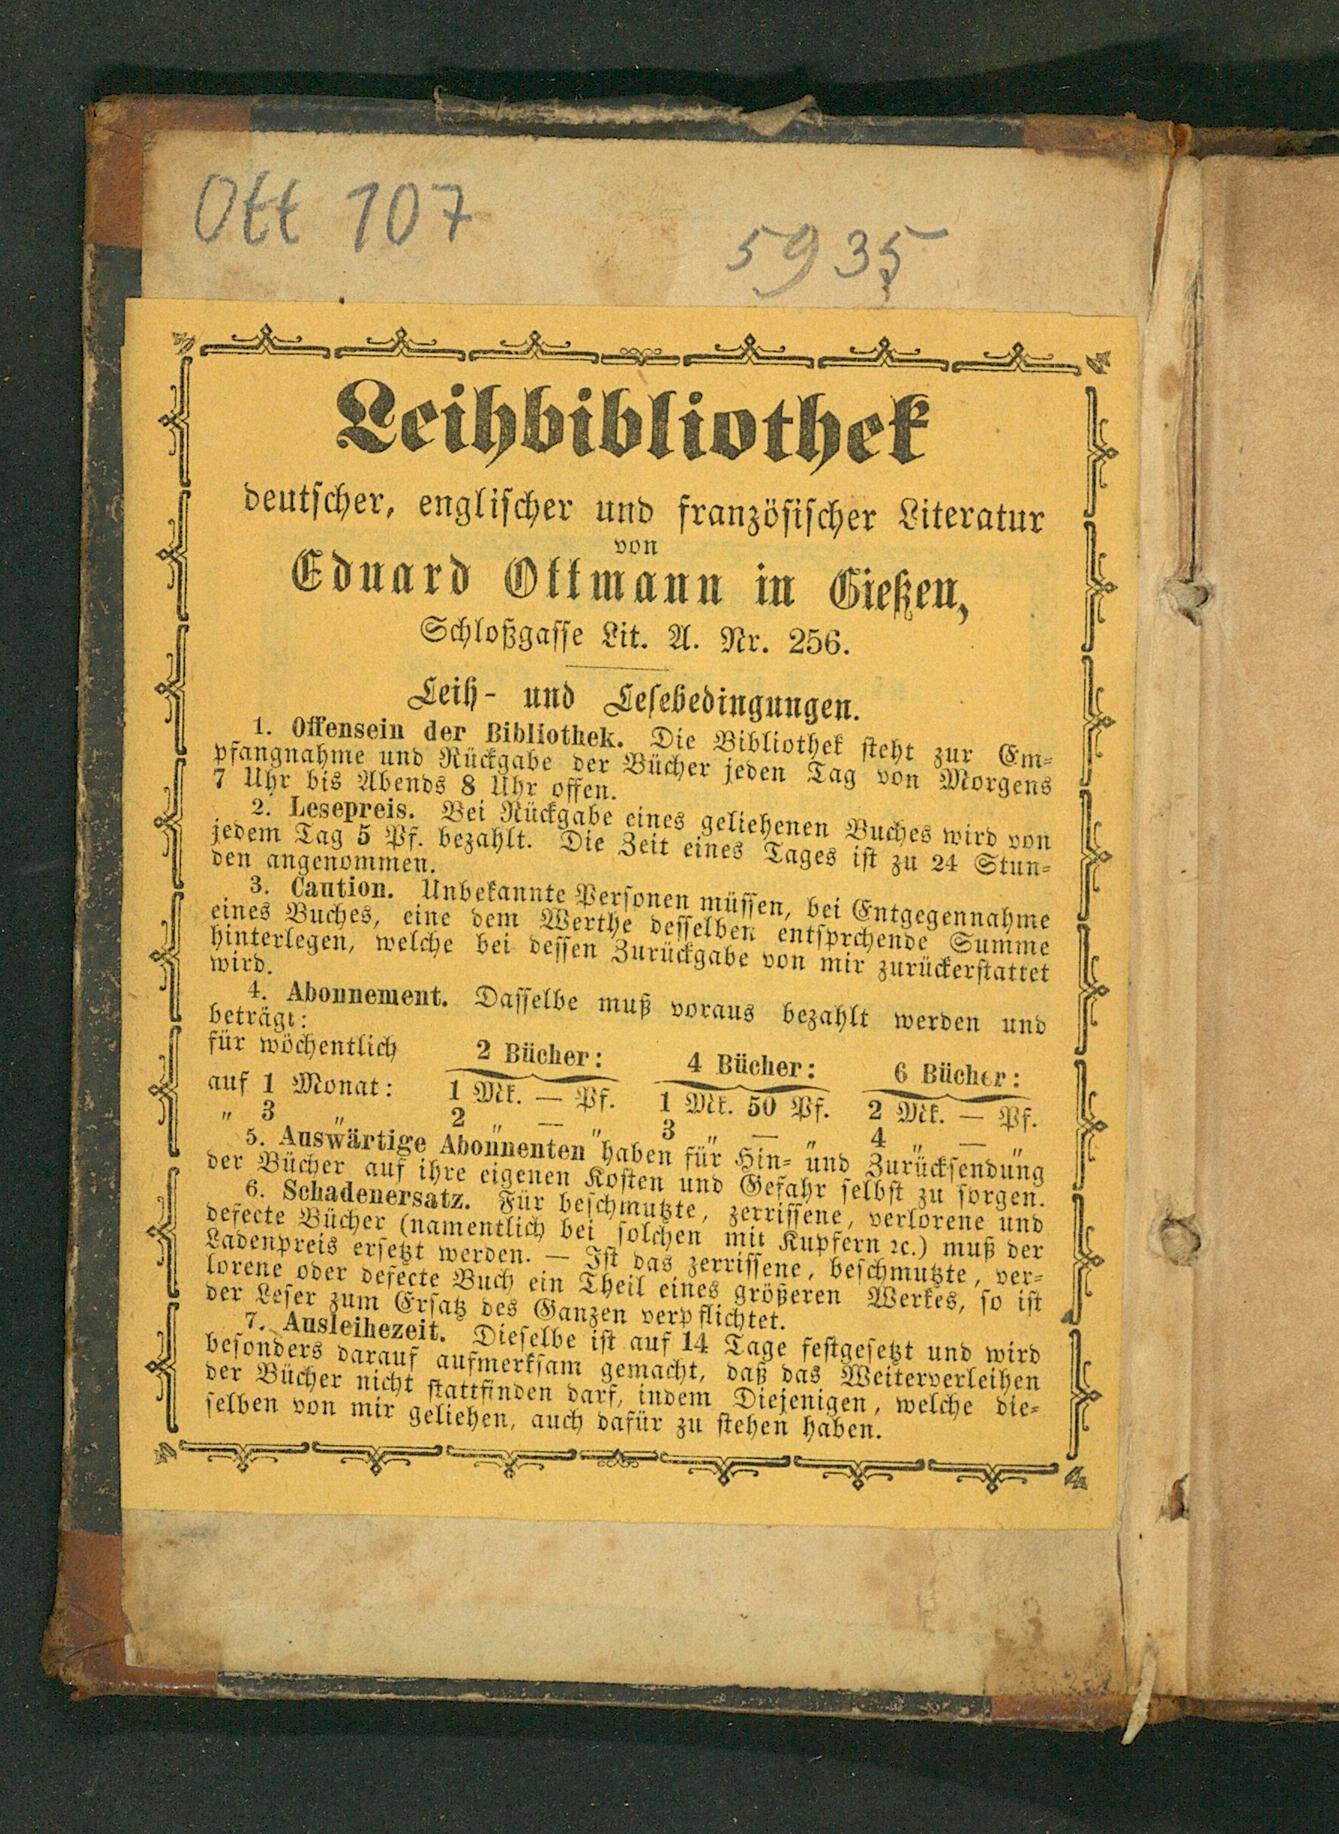 Ott 107
5935
Leihbibliothek
deutscher, englischer und französischer Literatur
von
Eduard Ottmann in Gießen,
Schloßgasse Lit. A. Nr. 256.
Leih- und Lesebedingungen.
1. Offensein der Bibliothek. Die Bibliothek steht zur Em-
pfangnahme und Rückgabe der Bücher jeden Tag von Morgens
7 Uhr bis Abends 8 Uhr offen.
2. Lesepreis. Bei Rückgabe eines geliehenen Buches wird von
jedem Tag 5 Pf. bezahlt. Die Zeit eines Tages ist zu 24 Stun-
den angenommen.
3. Caution. Unbekannte Personen müssen, bei Entgegennahme
eines Buches, eine dem Werthe desselben entsprchende Summe
hinterlegen, welche bei dessen Zurückgabe von mir zurückerstattet
wird.
4. Abonnement. Dasselbe muß voraus bezahlt werden und
beträgt:
für wöchentlich 2 Bücher: 4 Bücher: 6 Bücher:
auf 1 Monat: 1 Mk. — Pf. 1 Mk. 50 Pf. 2 Mk. — Pf.
" 3 " 2 " — " 3 " — " 4 " — "
5. Auswärtige Abonnenten haben für Hin- und Zurücksendung
der Bücher auf ihre eigenen Kosten und Gefahr selbst zu sorgen.
6. Schadenersatz. Für beschmutzte, zerrissene, verlorene und
defecte Bücher (namentlich bei solchen mit Kupfern ꝛc.) muß der
Ladenpreis ersetzt werden. — Ist das zerrissene, beschmutzte, ver-
lorene oder defecte Buch ein Theil eines größeren Werkes, so ist
der Leser zum Ersatz des Ganzen verpflichtet.
7. Ausleihezeit. Dieselbe ist auf 14 Tage festgesetzt und wird
besonders darauf aufmerksam gemacht, daß das Weiterverleihen
der Bücher nicht stattfinden darf, indem Diejenigen, welche die-
selben von mir geliehen, auch dafür zu stehen haben.